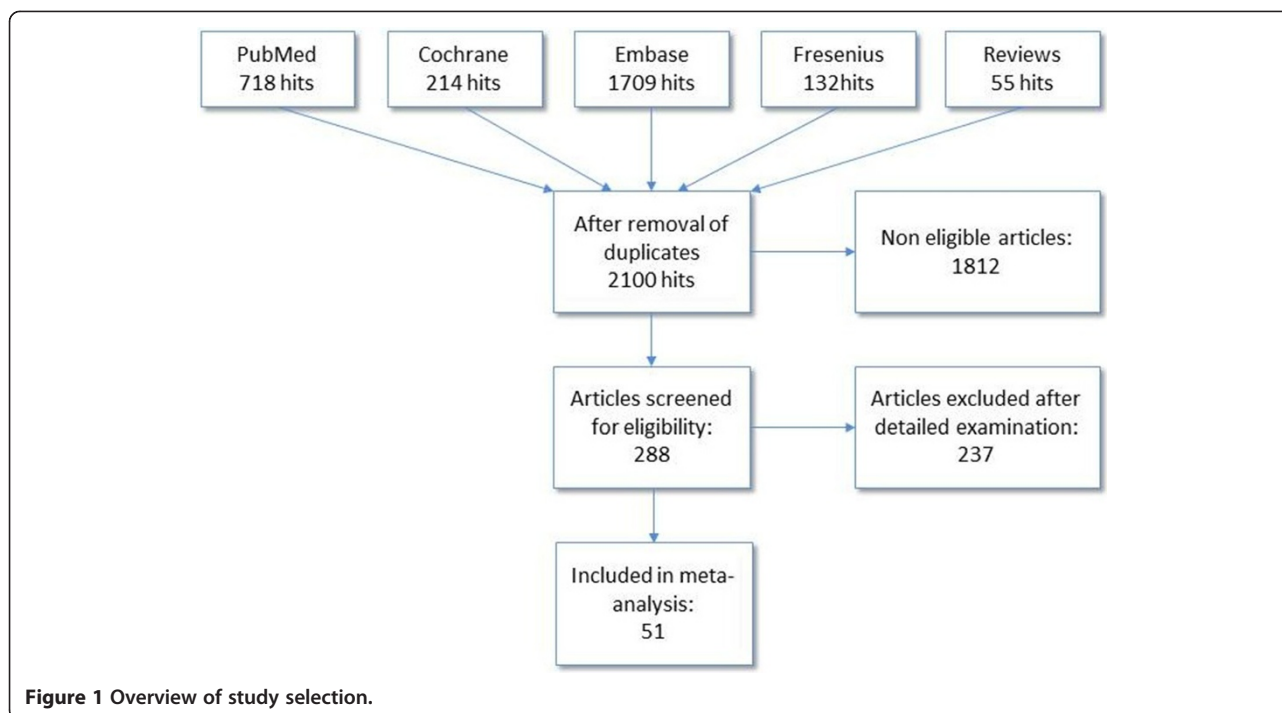 PubMed
718 hits
Cochrane
214 hits
Embase
1709 hits
Fresenius
132hits
Reviews
55 hits
After removal of
duplicates
2100 hits
Non eligible articles:
1812
Articles screened
for eligibility:
288
Articles excluded after
detailed examination:
237
Included in meta-
analysis:
51
Figure 1 Overview of study selection.